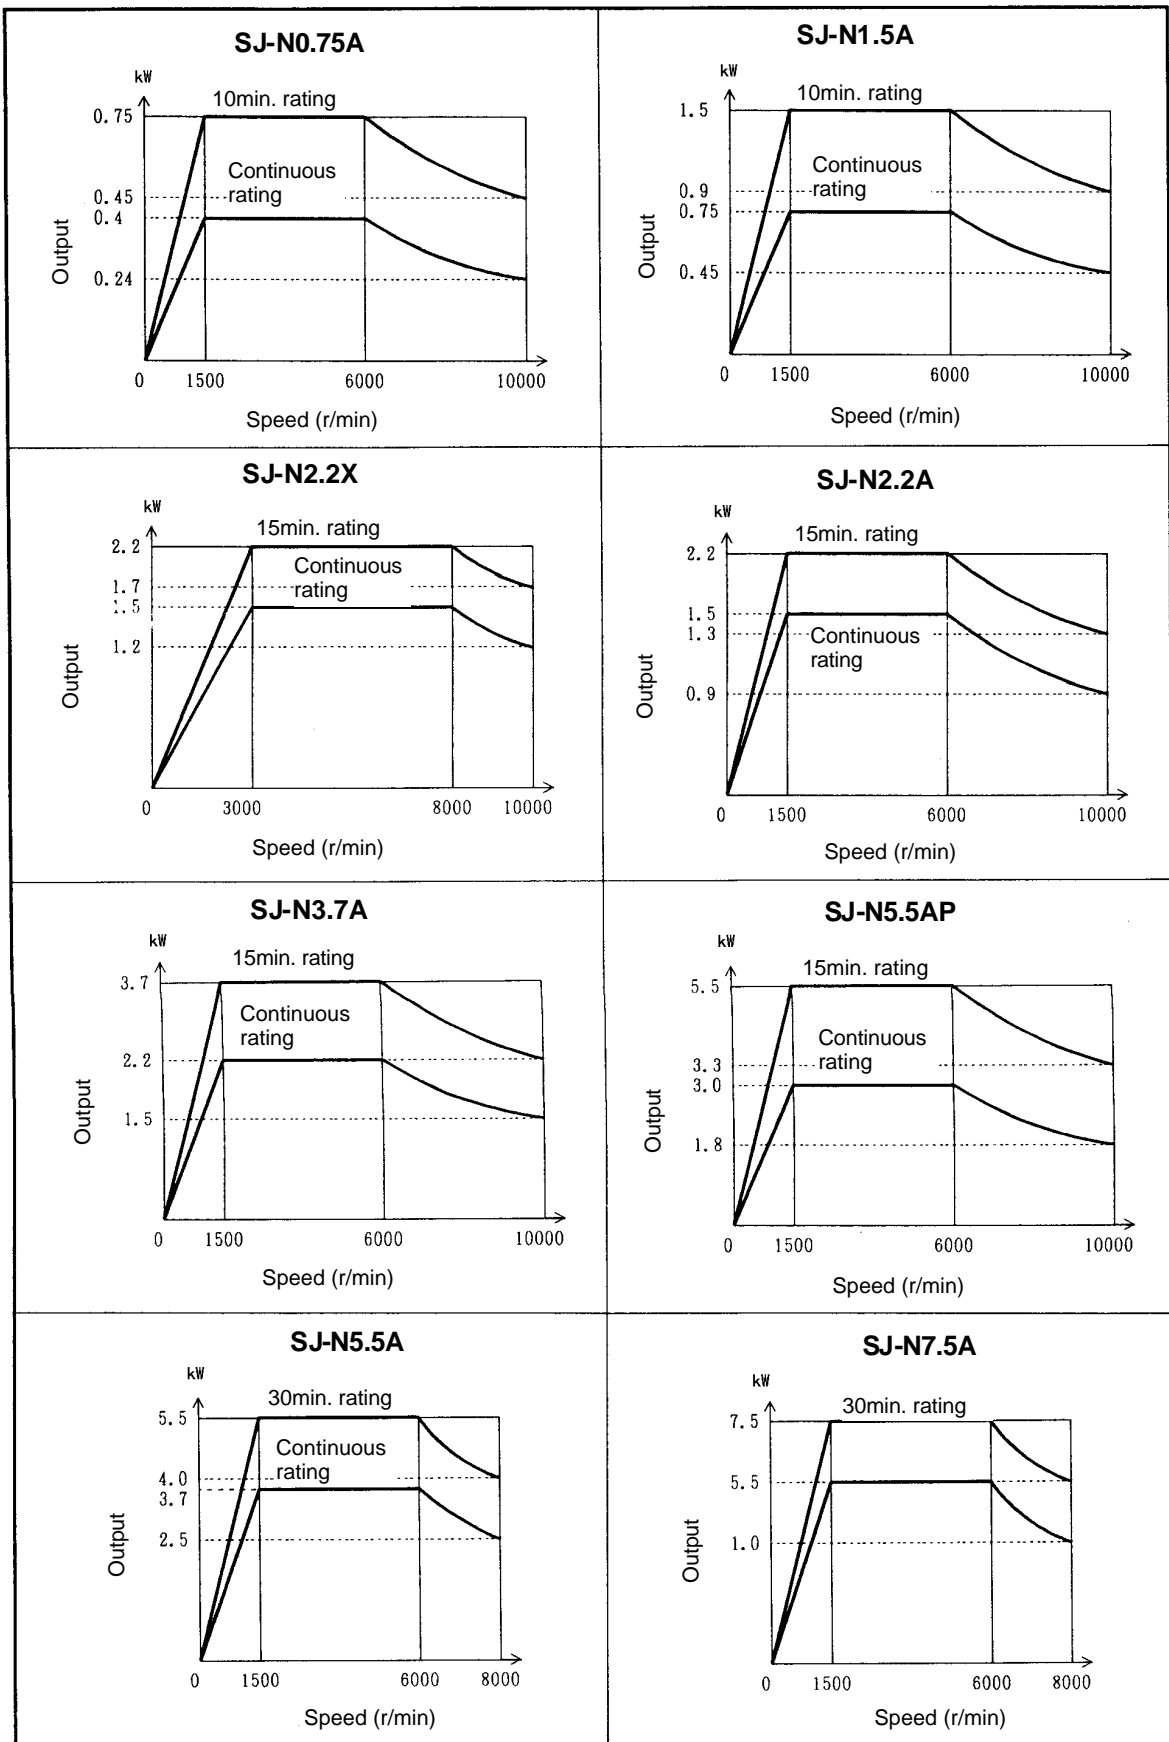 SJ-N0.75A
kW
10min. rating
0.75
Continuous
rating
0.45
0.4
0.24
Output
0 1500 6000 10000
Speed (r/min)
SJ-N1.5A
kW
10min. rating
1.5
Continuous
rating
0.9
0.75
0.45
Output
0 1500 6000 10000
Speed (r/min)
SJ-N2.2X
kW
15min. rating
2.2
Continuous
rating
1.7
1.5
1.2
Output
0 3000 8000 10000
Speed (r/min)
SJ-N2.2A
kW
15min. rating
2.2
1.5
Continuous
rating
1.3
0.9
Output
0 1500 6000 10000
Speed (r/min)
SJ-N3.7A
kW
15min. rating
3.7
Continuous
rating
2.2
1.5
Output
0 1500 6000 10000
Speed (r/min)
SJ-N5.5AP
kW
15min. rating
5.5
Continuous
rating
3.3
3.0
1.8
Output
0 1500 6000 10000
Speed (r/min)
SJ-N5.5A
kW
30min. rating
5.5
Continuous
rating
4.0
3.7
2.5
Output
0 1500 6000 8000
Speed (r/min)
SJ-N7.5A
kW
30min. rating
7.5
5.5
1.0
Output
0 1500 6000 8000
Speed (r/min)